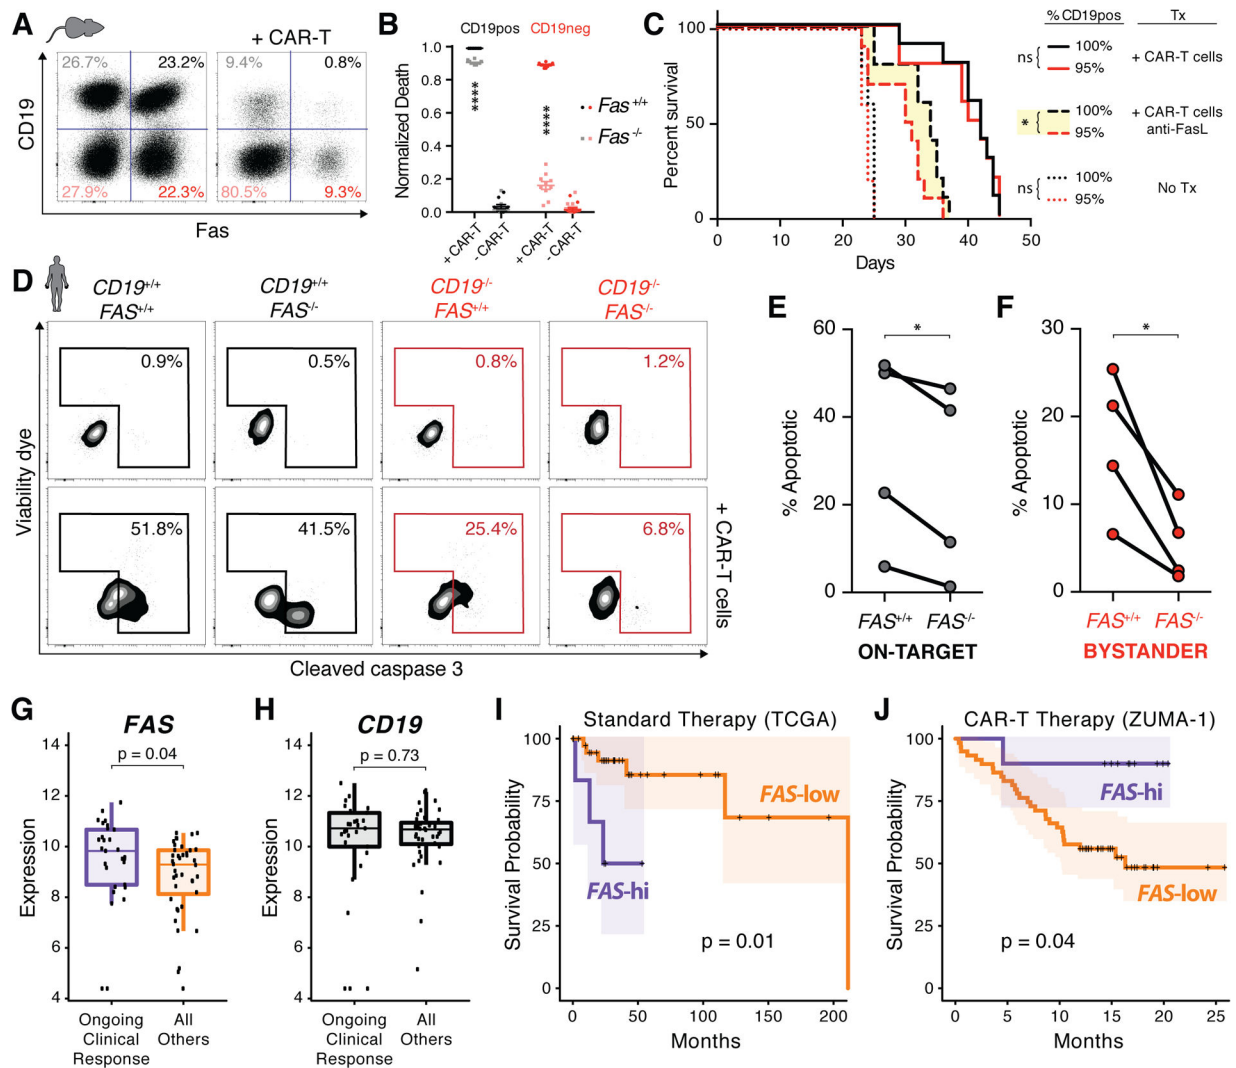 A
+ CAR-T
26.7%
23.2%
9.4%
0.8%
CD19
27.9%
22.3%
80.5%
9.3%
Fas
B
CD19pos
CD19neg
1.0
0.8
0.6
0.4
0.2
0.0
Normalized Death
****
****
Fas +/+
Fas -/-
+ CAR-T
- CAR-T
+ CAR-T
- CAR-T
C
100
50
0
Percent survival
0
10
20
30
40
50
Days
% CD19pos
Tx
ns
100%
95%
+ CAR-T cells
*
100%
95%
+ CAR-T cells
anti-FasL
ns
100%
95%
No Tx
D
CD19+/+
FAS+/+
CD19+/+
FAS-/-
CD19-/-
FAS+/+
CD19-/-
FAS-/-
0.9%
0.5%
0.8%
1.2%
51.8%
41.5%
25.4%
6.8%
Viability dye
+ CAR-T cells
Cleaved caspase 3
E
60
40
20
0
% Apoptotic
*
FAS+/+
FAS-/-
ON-TARGET
F
30
20
10
0
% Apoptotic
*
FAS+/+
FAS-/-
BYSTANDER
G
FAS
p = 0.04
14
12
10
8
6
4
Expression
Ongoing
Clinical
Response
All
Others
H
CD19
p = 0.73
14
12
10
8
6
4
Expression
Ongoing
Clinical
Response
All
Others
I
Standard Therapy (TCGA)
100
75
50
25
0
Survival Probability
FAS-low
FAS-hi
p = 0.01
0
50
100
150
200
Months
J
CAR-T Therapy (ZUMA-1)
100
75
50
25
0
Survival Probability
FAS-hi
FAS-low
p = 0.04
0
5
10
15
20
25
Months